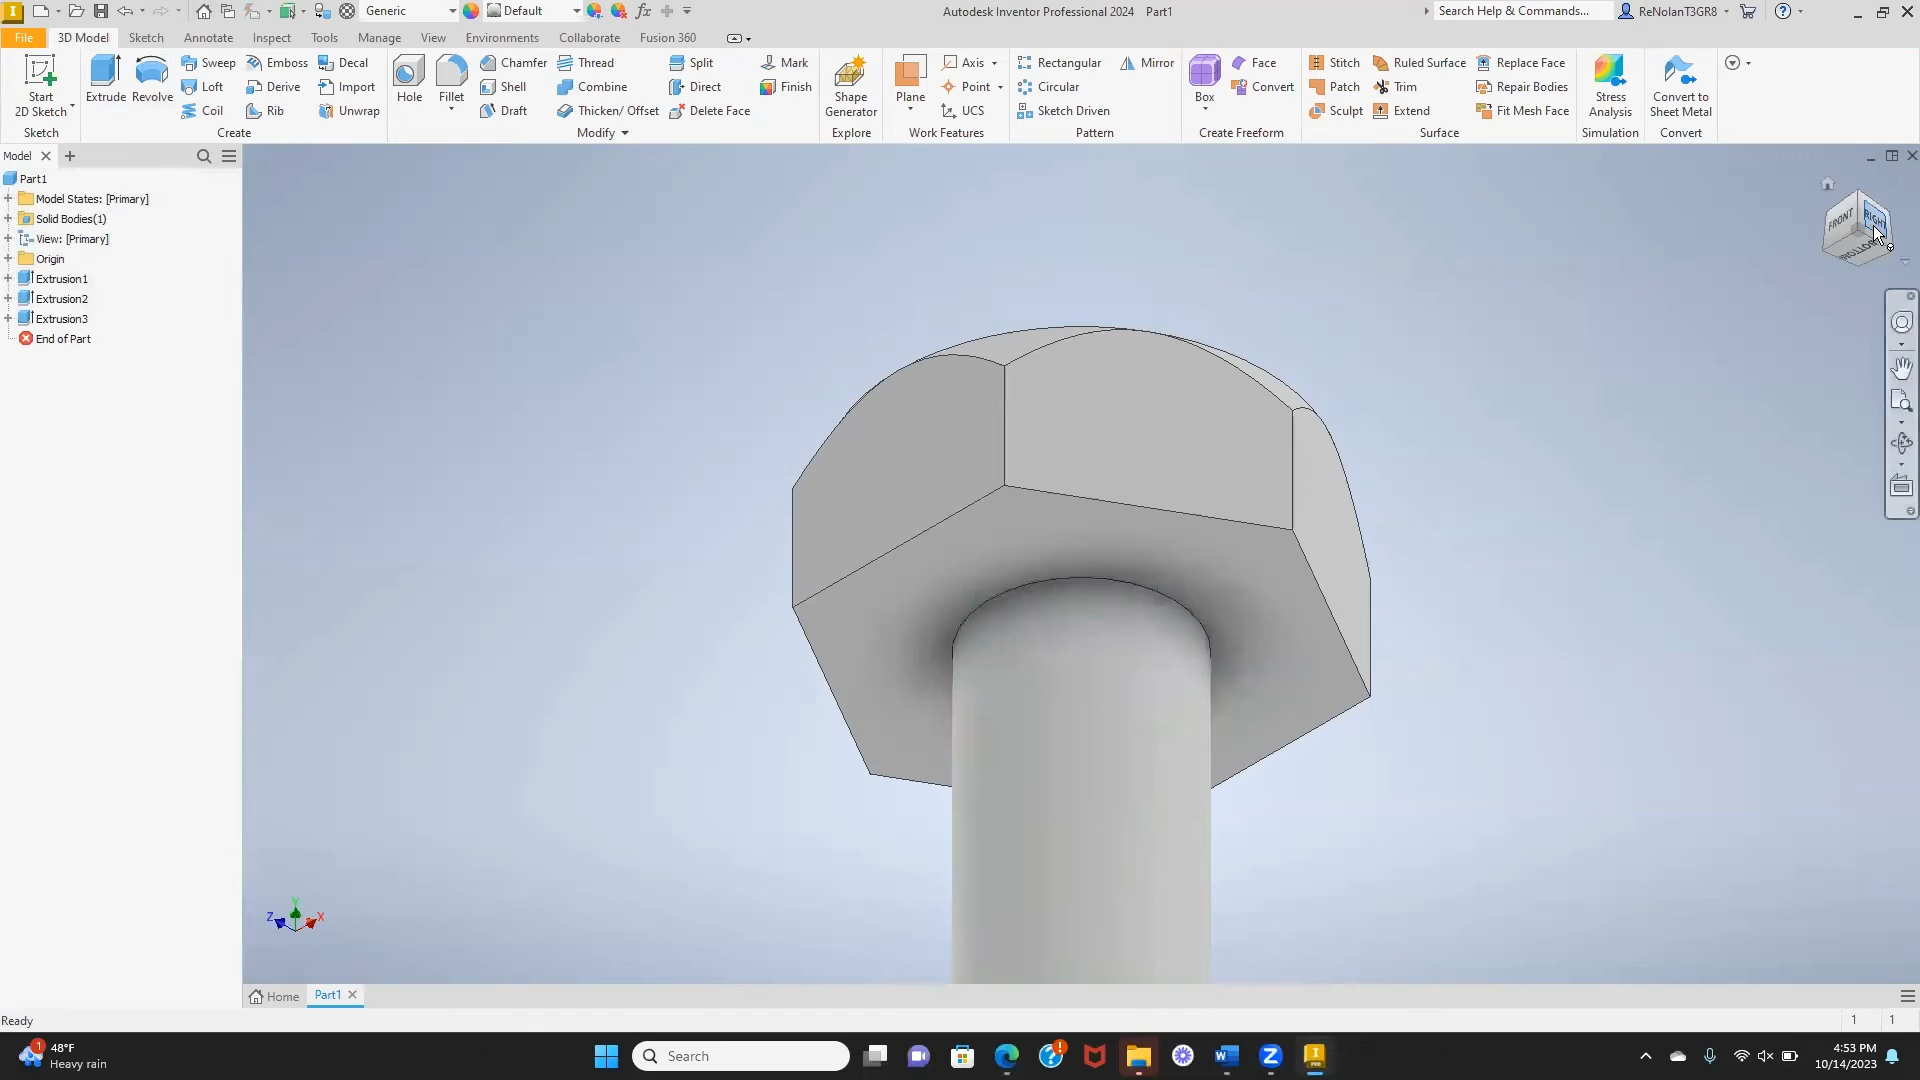 Generic
Default
Autodesk Inventor Professional 2024 Part1
Search Help & Commands...
ReNolanT3GR8
File
3D Model
Sketch
Annotate
Inspect
Tools
Manage
View
Environments
Collaborate
Fusion 360
Start
2D Sketch
Sketch
Extrude
Revolve
Sweep
Loft
Coil
Emboss
Derive
Rib
Decal
Import
Unwrap
Create
Hole
Fillet
Chamfer
Shell
Draft
Thread
Combine
Thicken/ Offset
Split
Direct
Delete Face
Modify
Mark
Finish
Shape
Generator
Explore
Plane
Axis
Point
UCS
Work Features
Rectangular
Circular
Sketch Driven
Mirror
Pattern
Box
Face
Convert
Create Freeform
Stitch
Patch
Sculpt
Ruled Surface
Trim
Extend
Replace Face
Repair Bodies
Fit Mesh Face
Surface
Stress
Analysis
Simulation
Convert to
Sheet Metal
Convert
Model
Part1
Model States: [Primary]
Solid Bodies(1)
View: [Primary]
Origin
Extrusion1
Extrusion2
Extrusion3
End of Part
FRONT
RIGHT
BOTTOM
Y
Z
X
Home
Part1
Ready
1 1
1
48°F
Heavy rain
Search
4:53 PM
10/14/2023